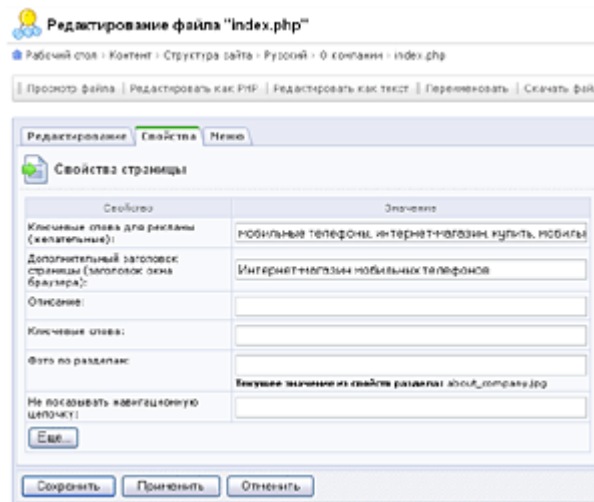 Редактирование файла "index.php"
Рабочий стол › Контент › Структура сайта › Русский › О компании › index.php
Просмотр файла | Редактировать как PHP | Редактировать как текст | Переименовать | Скачать фай
Редактирование Свойства Меню
Свойства страницы
Свойство Значение
Ключевые слова для рекламы
(желательные): мобильные телефоны, интернет-магазин, купить, мобиль
Дополнительный заголовок
страницы (заголовок окна
браузера): Интернет-магазин мобильных телефонов
Описание:
Ключевые слова:
Фото по разделам:
Текущее значение из свойств раздела: about_company.jpg
Не показывать навигационную
цепочку:
Еще...
Сохранить Применить Отменить